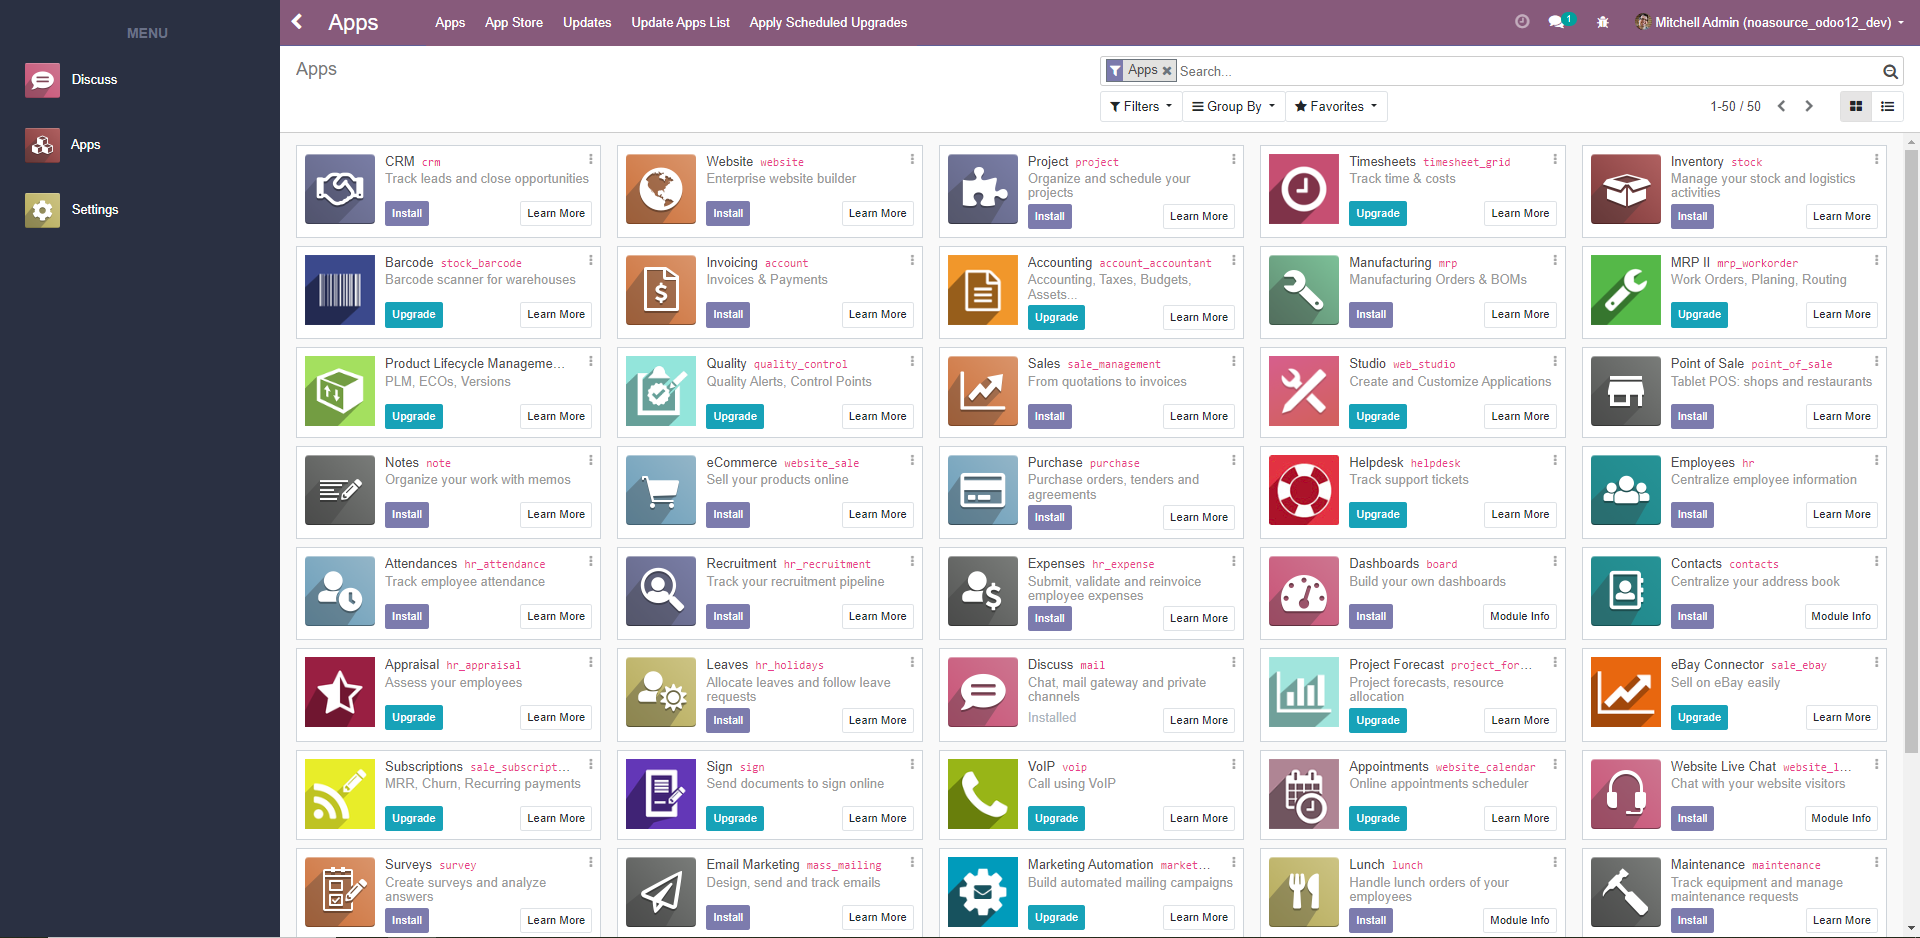 MENU
Discuss
Apps
Settings
Apps
Apps App Store Updates Update Apps List Apply Scheduled Upgrades
1
Mitchell Admin (noasource_odoo12_dev)
Apps
Apps Search...
Filters Group By Favorites
1-50 / 50
CRM crm
Track leads and close opportunities
Install Learn More
Website website
Enterprise website builder
Install Learn More
Project project
Organize and schedule your
projects
Install Learn More
Timesheets timesheet_grid
Track time & costs
Upgrade Learn More
Inventory stock
Manage your stock and logistics
activities
Install Learn More
Barcode stock_barcode
Barcode scanner for warehouses
Upgrade Learn More
Invoicing account
Invoices & Payments
Install Learn More
Accounting account_accountant
Accounting, Taxes, Budgets,
Assets...
Upgrade Learn More
Manufacturing mrp
Manufacturing Orders & BOMs
Install Learn More
MRP II mrp_workorder
Work Orders, Planing, Routing
Upgrade Learn More
Product Lifecycle Manageme...
PLM, ECOs, Versions
Upgrade Learn More
Quality quality_control
Quality Alerts, Control Points
Upgrade Learn More
Sales sale_management
From quotations to invoices
Install Learn More
Studio web_studio
Create and Customize Applications
Upgrade Learn More
Point of Sale point_of_sale
Tablet POS: shops and restaurants
Install Learn More
Notes note
Organize your work with memos
Install Learn More
eCommerce website_sale
Sell your products online
Install Learn More
Purchase purchase
Purchase orders, tenders and
agreements
Install Learn More
Helpdesk helpdesk
Track support tickets
Upgrade Learn More
Employees hr
Centralize employee information
Install Learn More
Attendances hr_attendance
Track employee attendance
Install Learn More
Recruitment hr_recruitment
Track your recruitment pipeline
Install Learn More
Expenses hr_expense
Submit, validate and reinvoice
employee expenses
Install Learn More
Dashboards board
Build your own dashboards
Install Module Info
Contacts contacts
Centralize your address book
Install Module Info
Appraisal hr_appraisal
Assess your employees
Upgrade Learn More
Leaves hr_holidays
Allocate leaves and follow leave
requests
Install Learn More
Discuss mail
Chat, mail gateway and private
channels
Installed Learn More
Project Forecast project_for...
Project forecasts, resource
allocation
Upgrade Learn More
eBay Connector sale_ebay
Sell on eBay easily
Upgrade Learn More
Subscriptions sale_subscript...
MRR, Churn, Recurring payments
Upgrade Learn More
Sign sign
Send documents to sign online
Upgrade Learn More
VoIP voip
Call using VoIP
Upgrade Learn More
Appointments website_calendar
Online appointments scheduler
Upgrade Learn More
Website Live Chat website_l...
Chat with your website visitors
Install Module Info
Surveys survey
Create surveys and analyze
answers
Install Learn More
Email Marketing mass_mailing
Design, send and track emails
Install Learn More
Marketing Automation market...
Build automated mailing campaigns
Upgrade Learn More
Lunch lunch
Handle lunch orders of your
employees
Install Module Info
Maintenance maintenance
Track equipment and manage
maintenance requests
Install Learn More